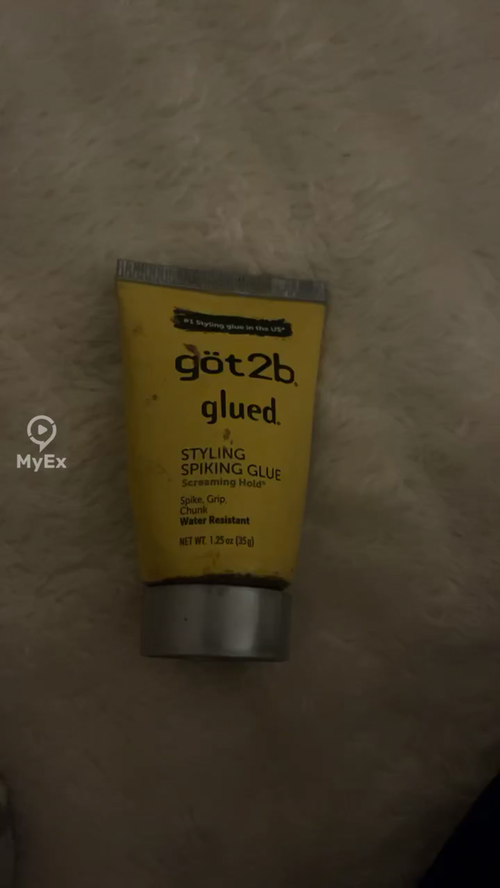 #1 Styling glue in the US*
göt2b®
glued®
STYLING
SPIKING GLUE
Screaming Hold*
Spike, Grip,
Chunk
Water Resistant
NET WT. 1.25 oz (35g)
MyEx